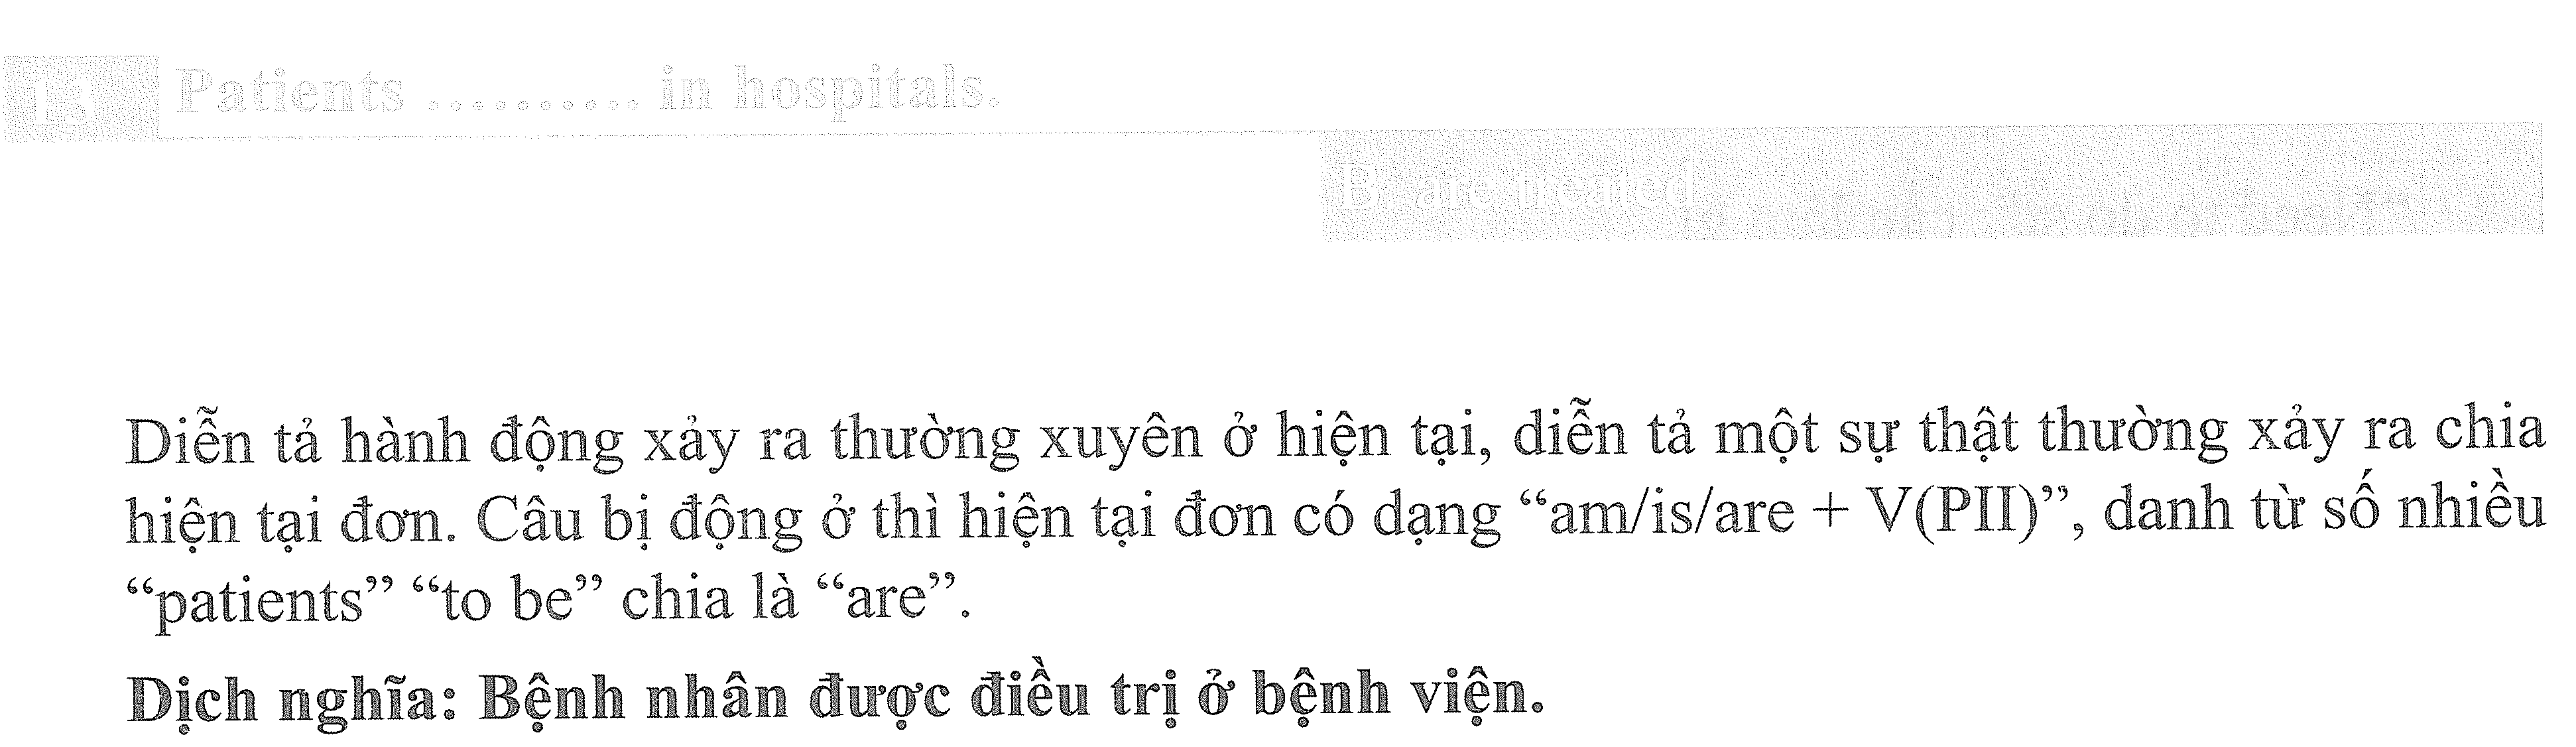 13 Patients .......... in hospitals.
B are treated
Diễn tả hành động xảy ra thường xuyên ở hiện tại, diễn tả một sự thật thường xảy ra chia
hiện tại đơn. Câu bị động ở thì hiện tại đơn có dạng “am/is/are + V(PII)”, danh từ số nhiều
“patients” “to be” chia là “are”.
Dịch nghĩa: Bệnh nhân được điều trị ở bệnh viện.